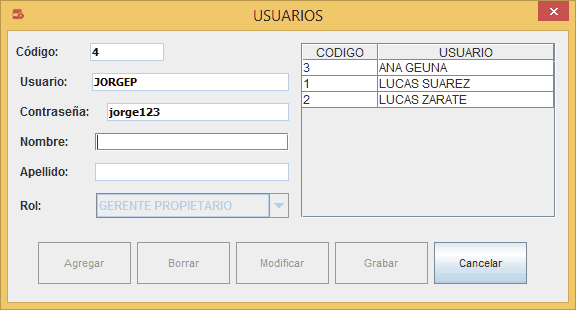 USUARIOS
Código: 4
Usuario: JORGEP
Contraseña: jorge123
Nombre:
Apellido:
Rol: GERENTE PROPIETARIO
CODIGO USUARIO
3 ANA GEUNA
1 LUCAS SUAREZ
2 LUCAS ZARATE
Agregar Borrar Modificar Grabar Cancelar